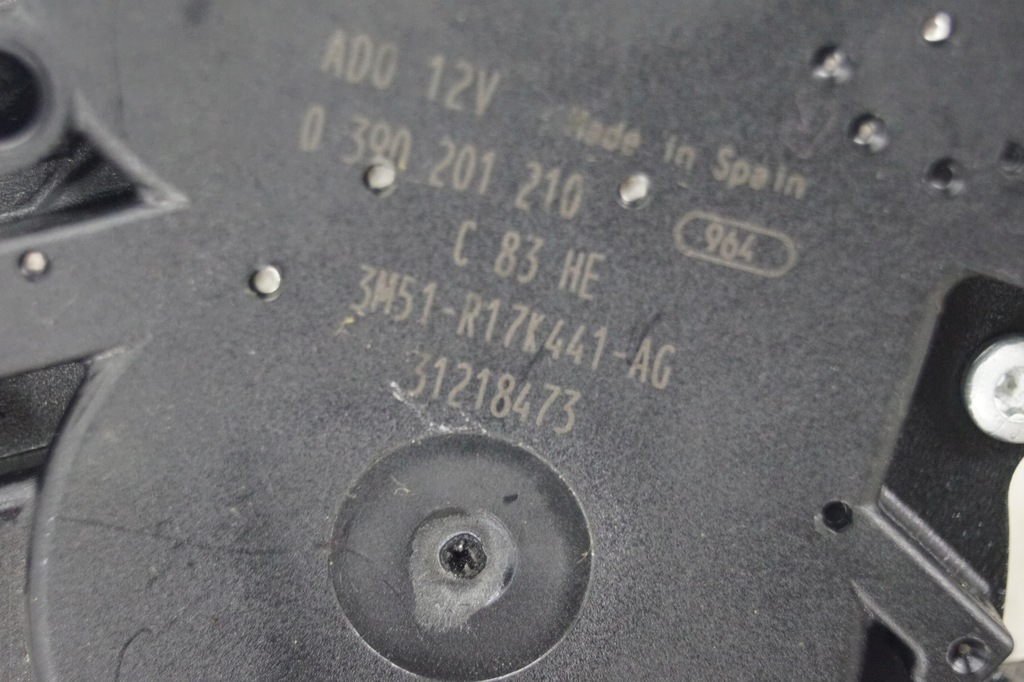 ADO 12V
Made in Spain
0 390 201 210
964
C 83 HE
3M51-R17K441-AG
31218473